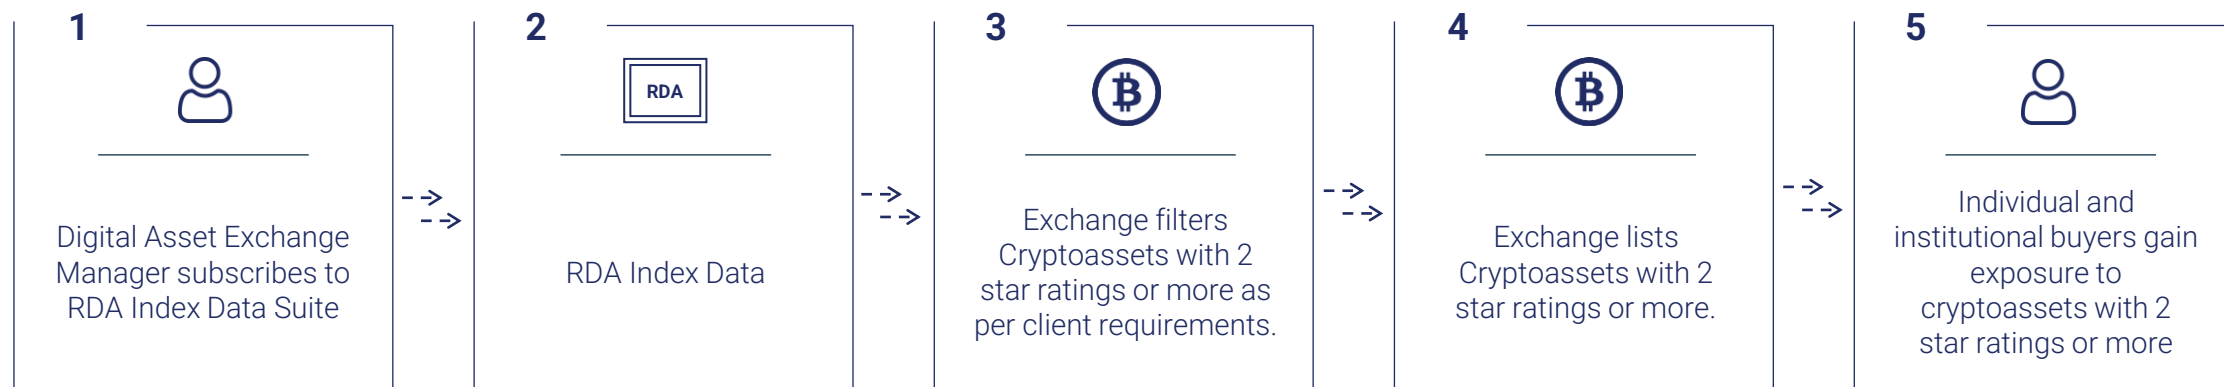 1
Digital Asset Exchange
Manager subscribes to
RDA Index Data Suite
2
RDA
RDA Index Data
3
Exchange filters
Cryptoassets with 2
star ratings or more as
per client requirements.
4
Exchange lists
Cryptoassets with 2
star ratings or more.
5
Individual and
institutional buyers gain
exposure to
cryptoassets with 2
star ratings or more